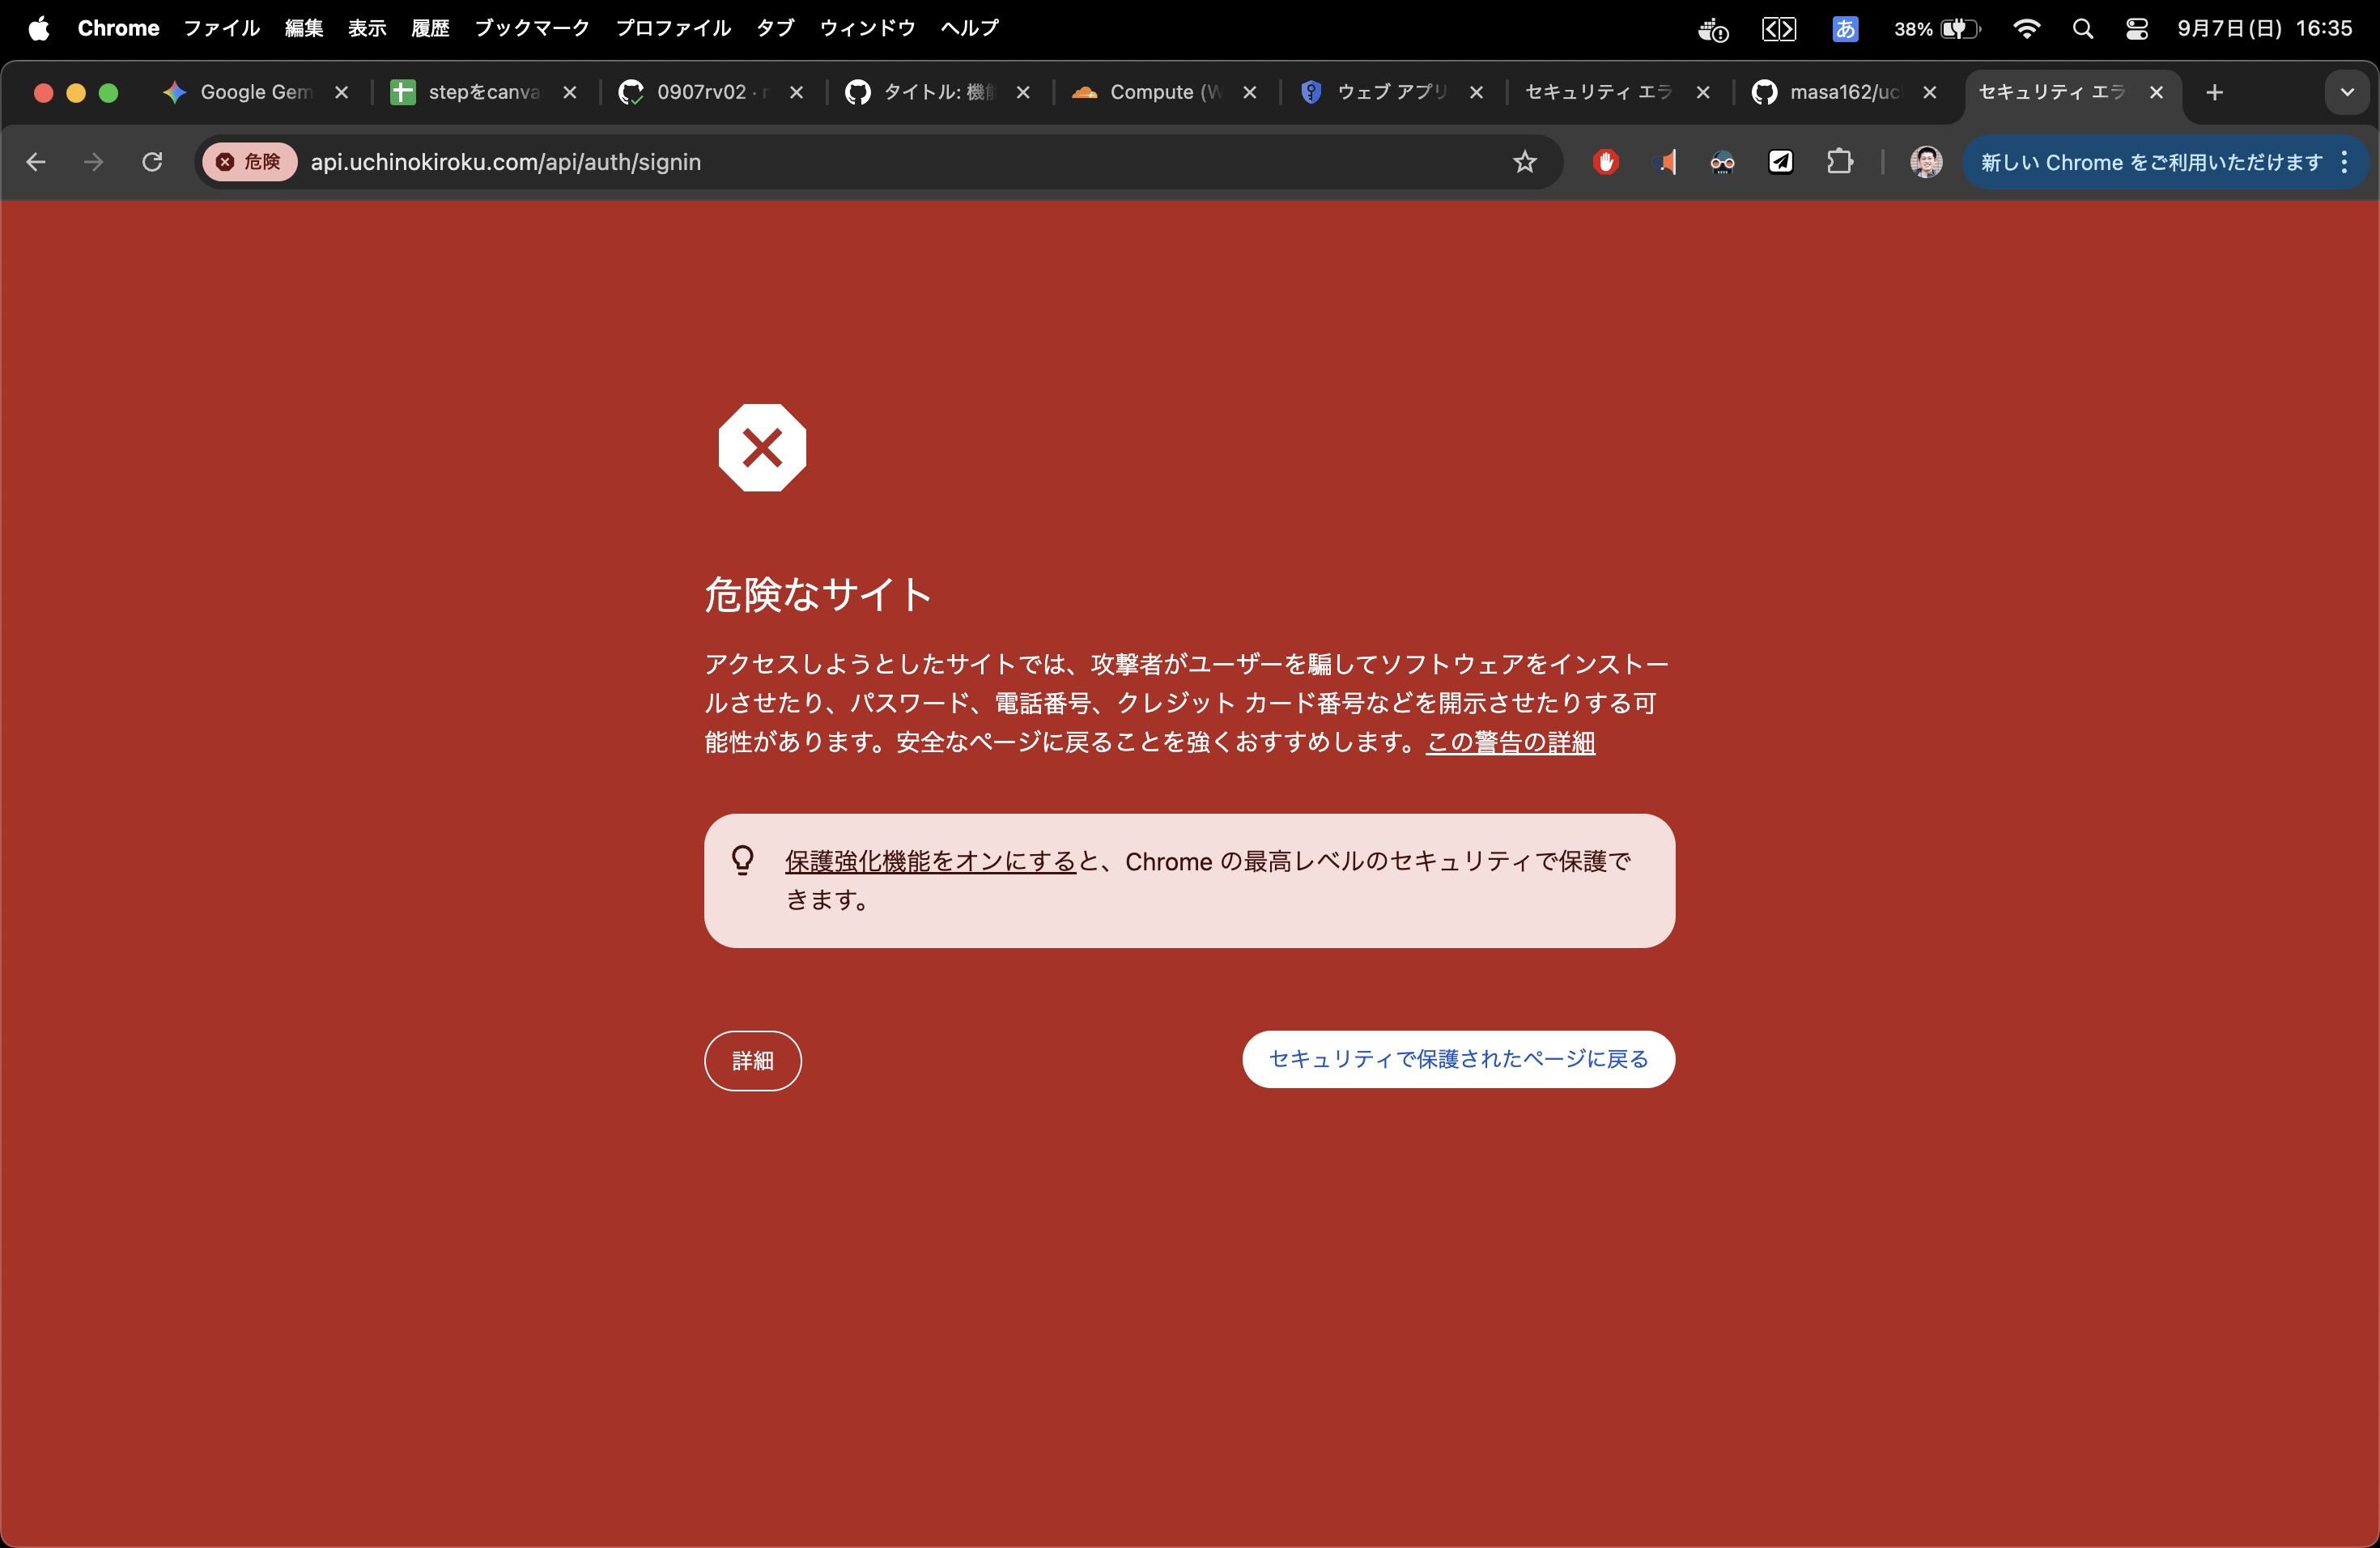 Chrome ファイル 編集 表示 履歴 ブックマーク プロファイル タブ ウィンドウ ヘルプ あ 38% 9月7日(日) 16:35
Google Gem stepをcanva 0907rv02 · タイトル: 機 Compute (W ウェブ アプリ セキュリティ エラ masa162/uc セキュリティ エラ
危険 api.uchinokiroku.com/api/auth/signin 新しい Chrome をご利用いただけます
危険なサイト
アクセスしようとしたサイトでは、攻撃者がユーザーを騙してソフトウェアをインストー
ルさせたり、パスワード、電話番号、クレジット カード番号などを開示させたりする可
能性があります。安全なページに戻ることを強くおすすめします。この警告の詳細
保護強化機能をオンにすると、Chrome の最高レベルのセキュリティで保護で
きます。
詳細 セキュリティで保護されたページに戻る